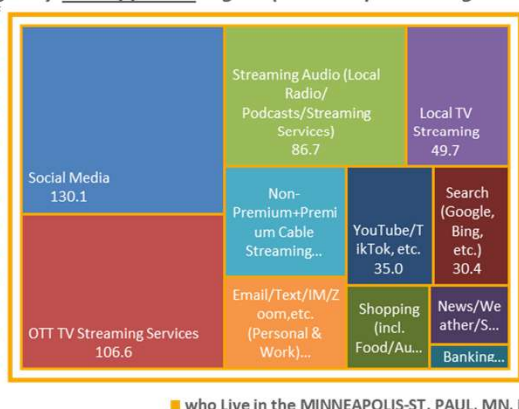 Social Media
130.1
OTT TV Streaming Services
106.6
Streaming Audio (Local
Radio/
Podcasts/Streaming
Services)
86.7
Local TV
Streaming
49.7
Non-
Premium+Premi
um Cable
Streaming...
YouTube/T
ikTok, etc.
35.0
Search
(Google,
Bing,
etc.)
30.4
Email/Text/IM/Z
oom,etc.
(Personal &
Work)...
Shopping
(incl.
Food/Au...
News/We
ather/S...
Banking...
who Live in the MINNEAPOLIS-ST. PAUL, MN,